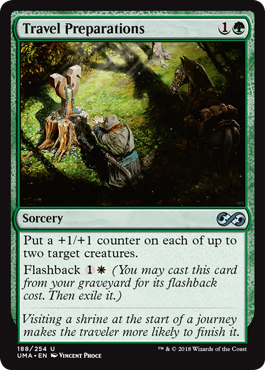 Travel Preparations 1
Sorcery
Put a +1/+1 counter on each of up to
two target creatures.
Flashback 1 (You may cast this
card from your graveyard for its flashback
cost. Then exile it.)
Visiting a shrine at the start of a journey
makes the traveler more likely to finish it.
188/254 U
UMA • EN Vincent Proce
™ & © 2018 Wizards of the Coast